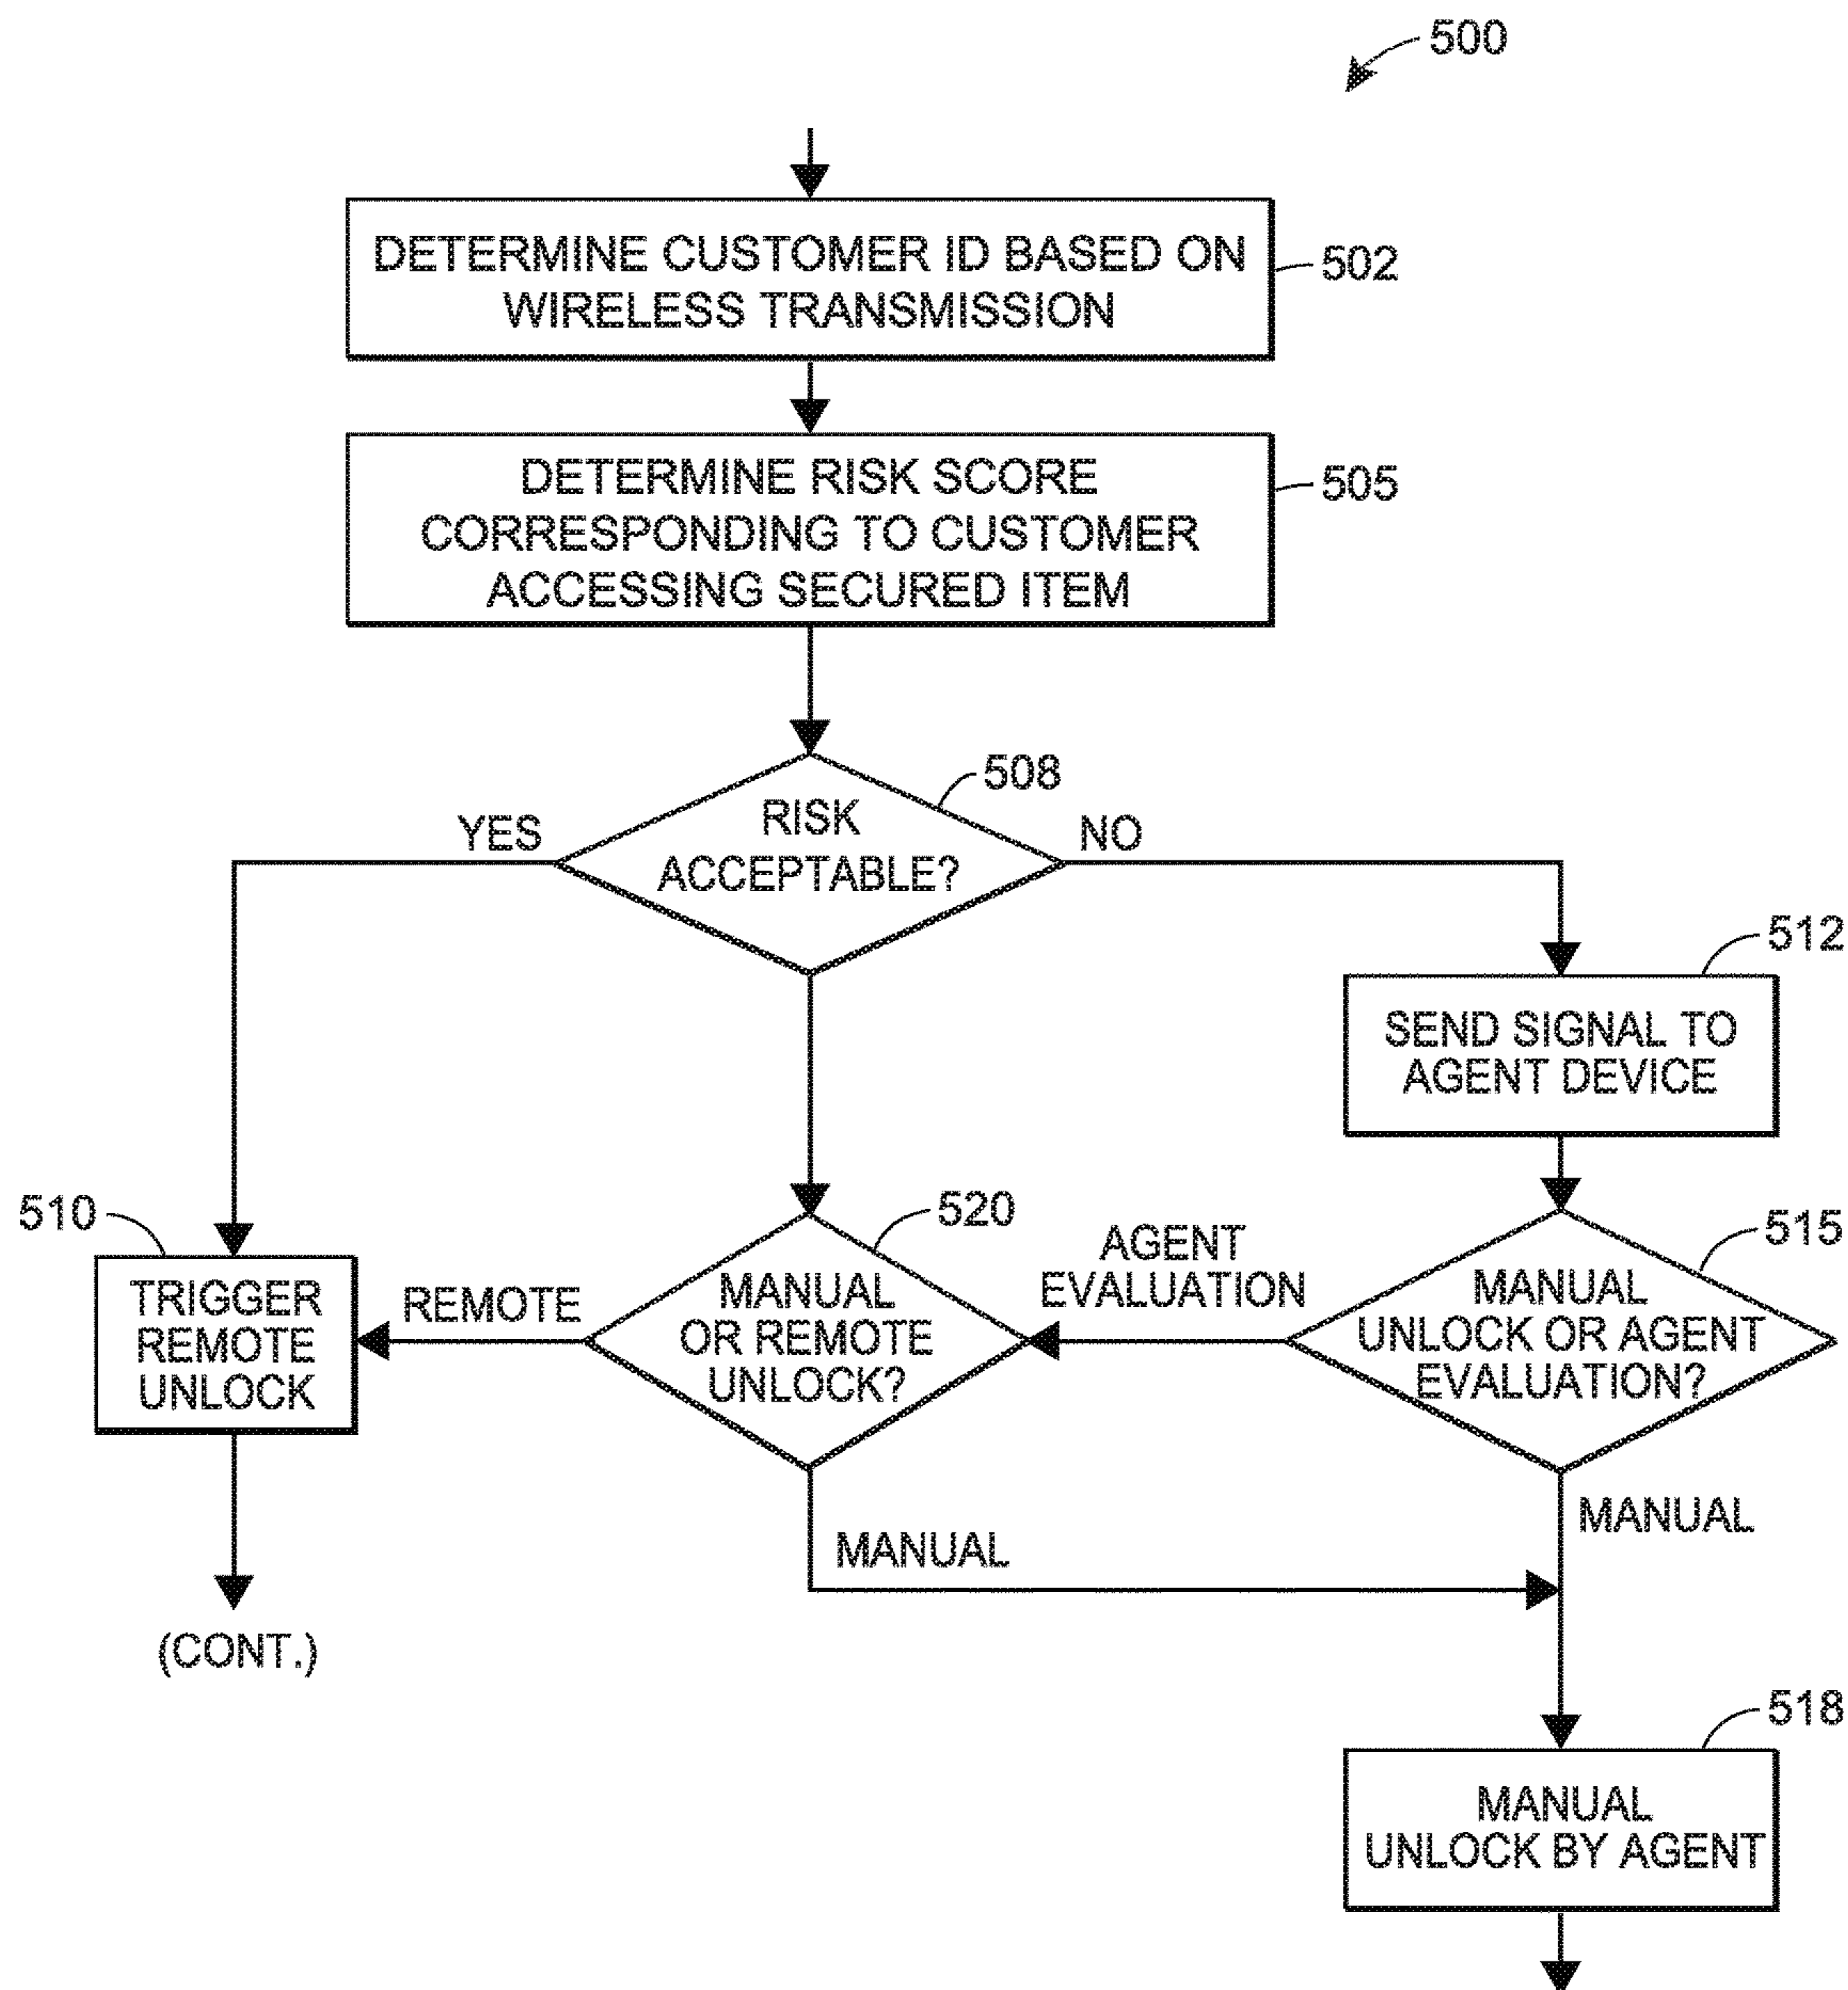 500
DETERMINE CUSTOMER ID BASED ON
WIRELESS TRANSMISSION
502
DETERMINE RISK SCORE
CORRESPONDING TO CUSTOMER
ACCESSING SECURED ITEM
505
508
RISK
ACCEPTABLE?
YES
NO
512
SEND SIGNAL TO
AGENT DEVICE
510
TRIGGER
REMOTE
UNLOCK
REMOTE
520
MANUAL
OR REMOTE
UNLOCK?
AGENT
EVALUATION
515
MANUAL
UNLOCK OR AGENT
EVALUATION?
MANUAL
MANUAL
(CONT.)
518
MANUAL
UNLOCK BY AGENT